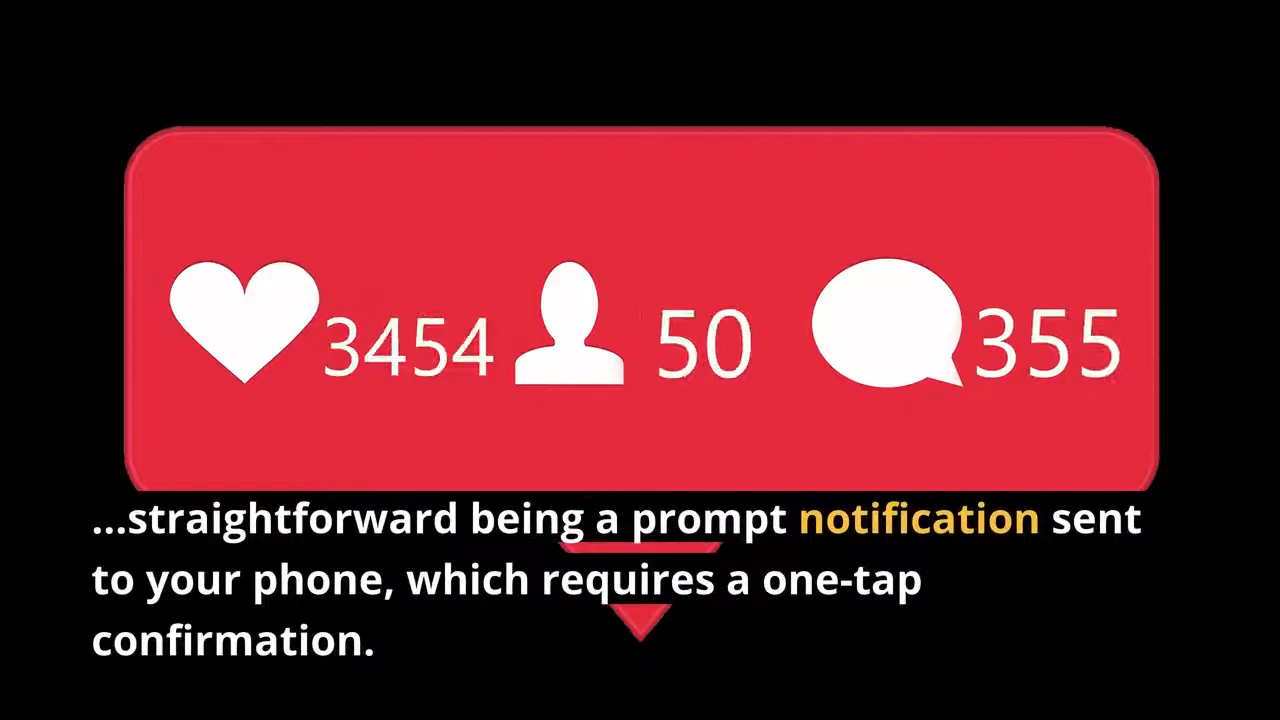 3454 50 355
...straightforward being a prompt notification sent
to your phone, which requires a one-tap
confirmation.